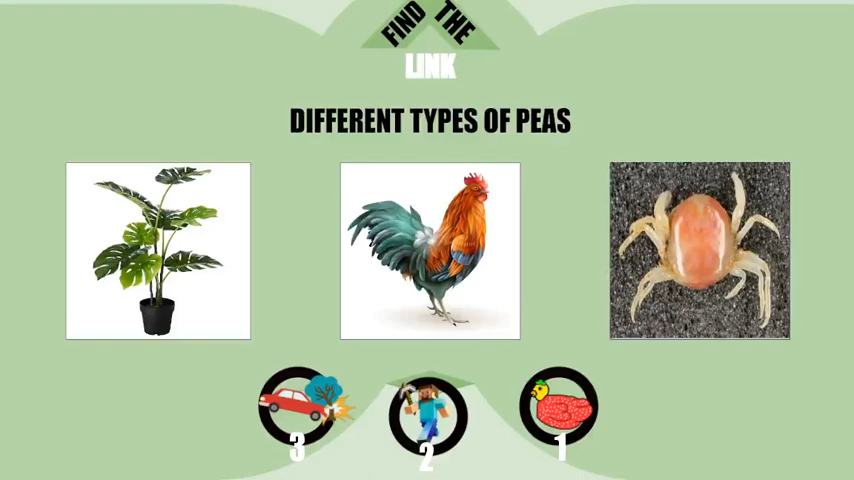 FIND THE
LINK
DIFFERENT TYPES OF PEAS
3
2
1